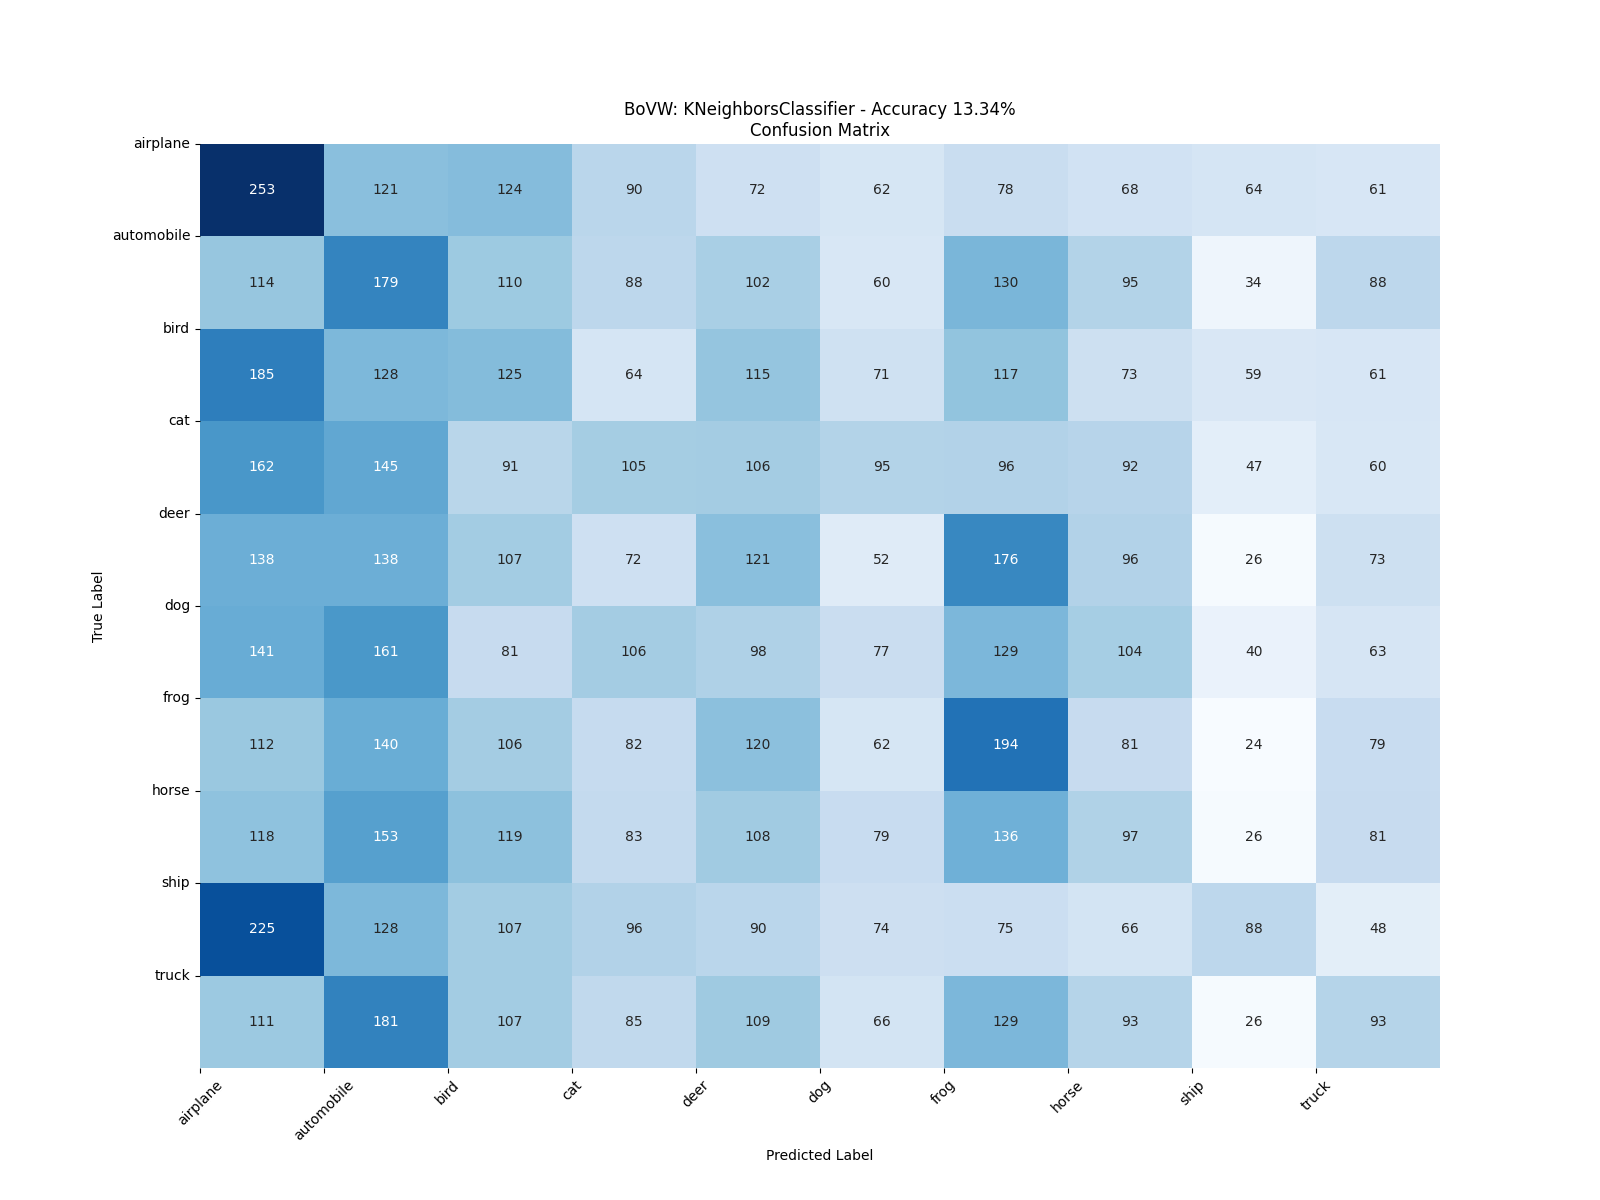 BoVW: KNeighborsClassifier - Accuracy 13.34%
Confusion Matrix
airplane
253 121 124 90 72 62 78 68 64 61
automobile
114 179 110 88 102 60 130 95 34 88
bird
185 128 125 64 115 71 117 73 59 61
cat
162 145 91 105 106 95 96 92 47 60
deer
138 138 107 72 121 52 176 96 26 73
True Label
dog
141 161 81 106 98 77 129 104 40 63
frog
112 140 106 82 120 62 194 81 24 79
horse
118 153 119 83 108 79 136 97 26 81
ship
225 128 107 96 90 74 75 66 88 48
truck
111 181 107 85 109 66 129 93 26 93
airplane automobile bird cat deer dog frog horse ship truck
Predicted Label